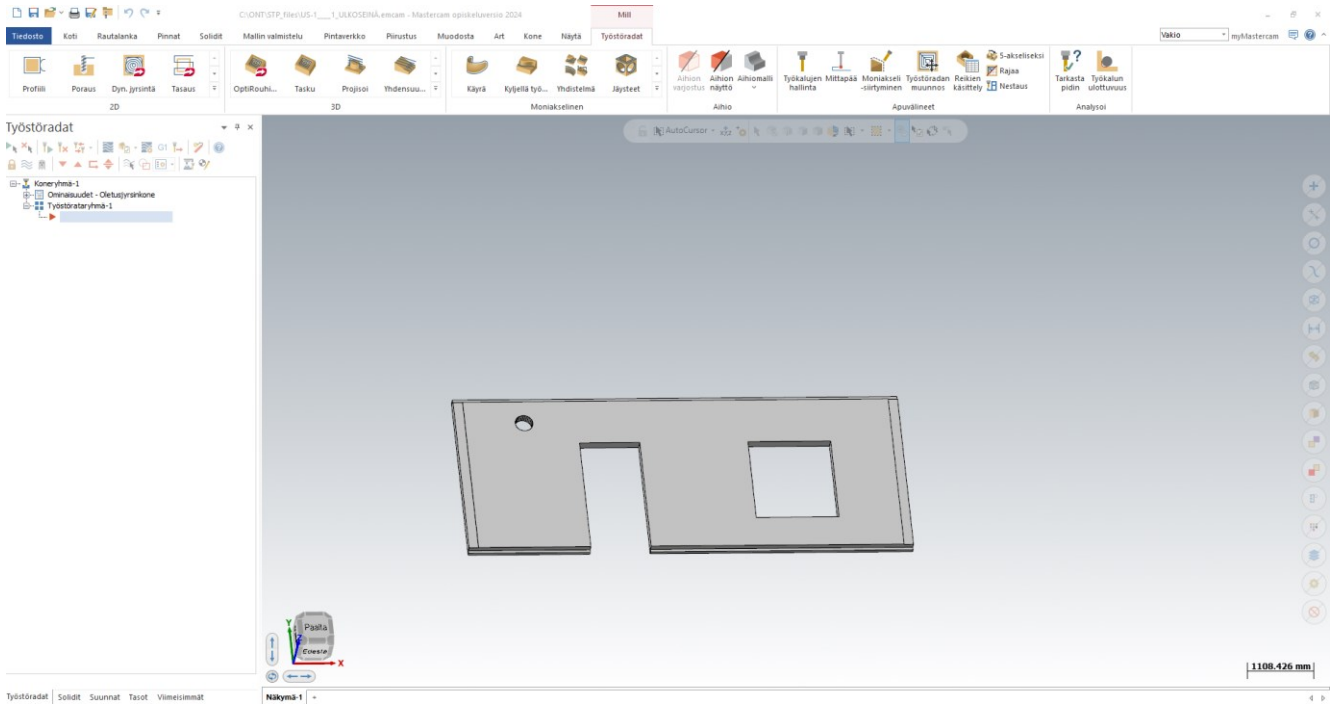 C:\ONT\STP_files\US-1____1_ULKOSEINÄ.emcam - Mastercam opiskeluversio 2024
Mill
Tiedosto Koti Rautalanka Pinnat Solidit Mallin valmistelu Pintaverkko Piirustus Muodosta Art Kone Näytä Työstöradat
Vakio myMastercam
Profiili Poraus Dyn. jyrsintä Tasaus
2D
OptiRouhi... Tasku Projisoi Yhdensuu...
3D
Käyrä Kyljellä työ... Yhdistelmä Jäysteet
Moniakselinen
Aihion varjostus
Aihion näyttö
Aihiomalli
Aihio
Työkalujen hallinta
Mittapää
Moniakseli -siirtyminen
Työstöradan muunnos
Reikien käsittely
5-akseliseksi
Rajaa
Nestaus
Apuvälineet
Tarkasta pidin
Työkalun ulottuvuus
Analysoi
Työstöradat
G1
AutoCursor
Koneryhmä-1
Ominaisuudet - Oletusjyrsinkone
Työstörataryhmä-1
Y
Z
X
Päältä
Edestä
1108.426 mm
Työstöradat Solidit Suunnat Tasot Viimeisimmät
Näkymä-1 +